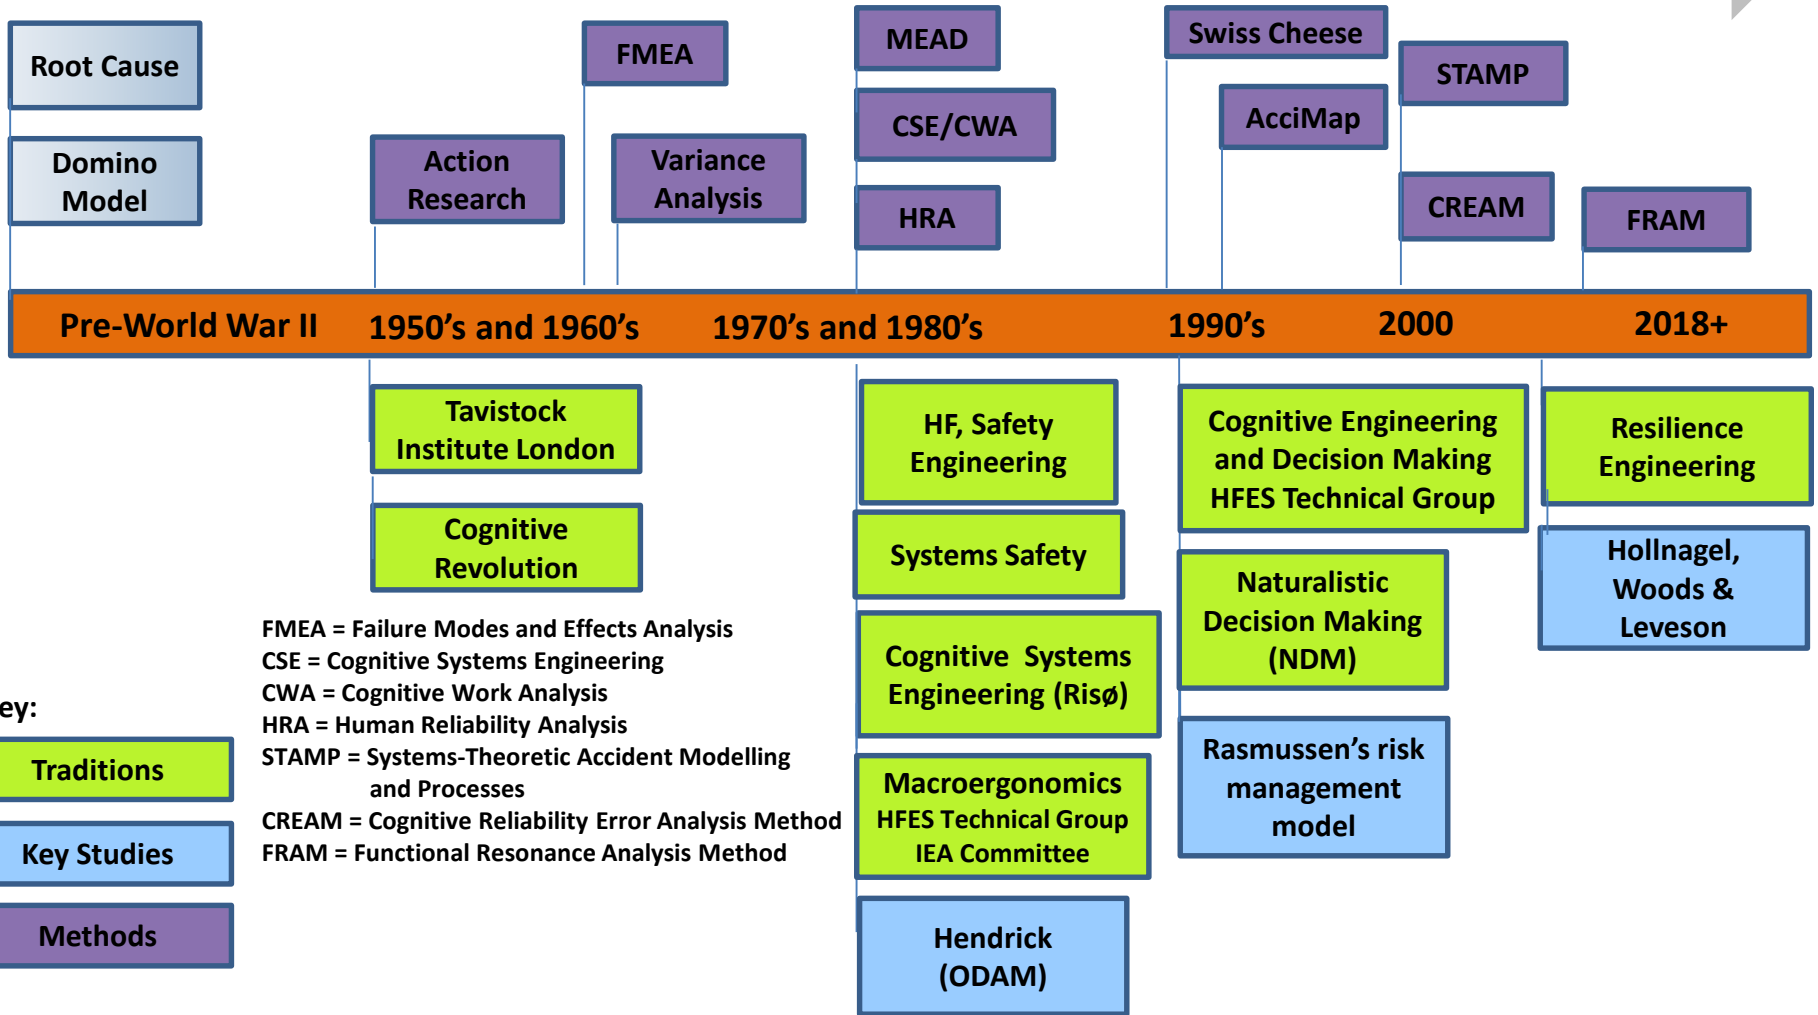 Root Cause
Domino
Model
Action
Research
FMEA
Variance
Analysis
MEAD
CSE/CWA
HRA
Swiss Cheese
AcciMap
STAMP
CREAM
FRAM
Pre-World War II
1950’s and 1960’s
1970’s and 1980’s
1990’s
2000
2018+
Tavistock
Institute London
Cognitive
Revolution
HF, Safety
Engineering
Systems Safety
Cognitive Systems
Engineering (Risø)
Macroergonomics
HFES Technical Group
IEA Committee
Hendrick
(ODAM)
Cognitive Engineering
and Decision Making
HFES Technical Group
Naturalistic
Decision Making
(NDM)
Rasmussen’s risk
management
model
Resilience
Engineering
Hollnagel,
Woods &
Leveson
FMEA = Failure Modes and Effects Analysis
CSE = Cognitive Systems Engineering
CWA = Cognitive Work Analysis
HRA = Human Reliability Analysis
STAMP = Systems-Theoretic Accident Modelling
and Processes
CREAM = Cognitive Reliability Error Analysis Method
FRAM = Functional Resonance Analysis Method
ey:
Traditions
Key Studies
Methods